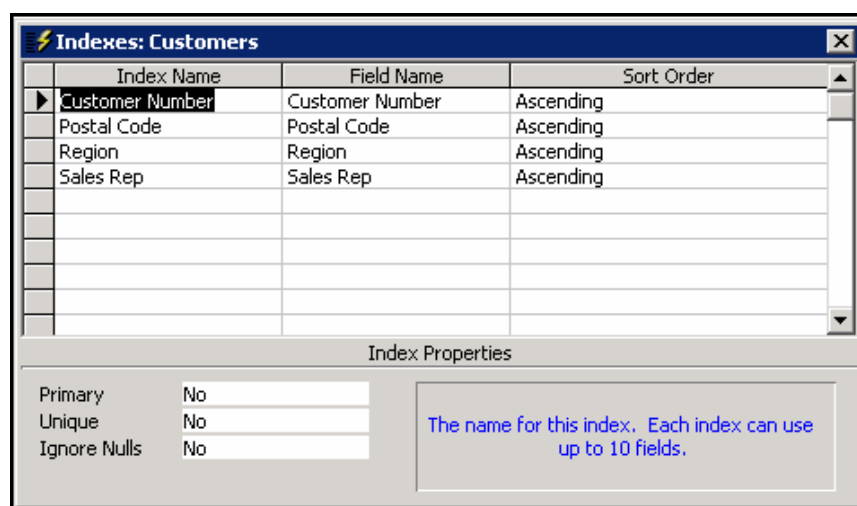 Indexes: Customers
Index Name Field Name Sort Order
Customer Number Customer Number Ascending
Postal Code Postal Code Ascending
Region Region Ascending
Sales Rep Sales Rep Ascending
Index Properties
Primary No
Unique No
Ignore Nulls No
The name for this index. Each index can use
up to 10 fields.